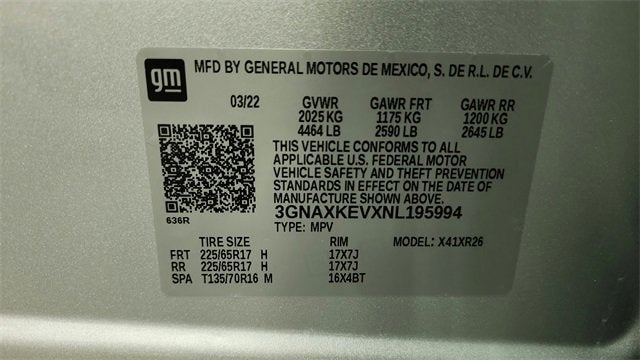 gm
MFD BY GENERAL MOTORS DE MEXICO, S. DE R.L. DE C.V.
03/22 GVWR GAWR FRT GAWR RR
2025 KG 1175 KG 1200 KG
4464 LB 2590 LB 2645 LB
THIS VEHICLE CONFORMS TO ALL
APPLICABLE U.S. FEDERAL MOTOR
VEHICLE SAFETY AND THEFT PREVENTION
STANDARDS IN EFFECT ON THE DATE OF
MANUFACTURE SHOWN ABOVE.
3GNAXKEVXNL195994
636R
TYPE: MPV
TIRE SIZE RIM MODEL: X41XR26
FRT 225/65R17 H 17X7J
RR 225/65R17 H 17X7J
SPA T135/70R16 M 16X4BT